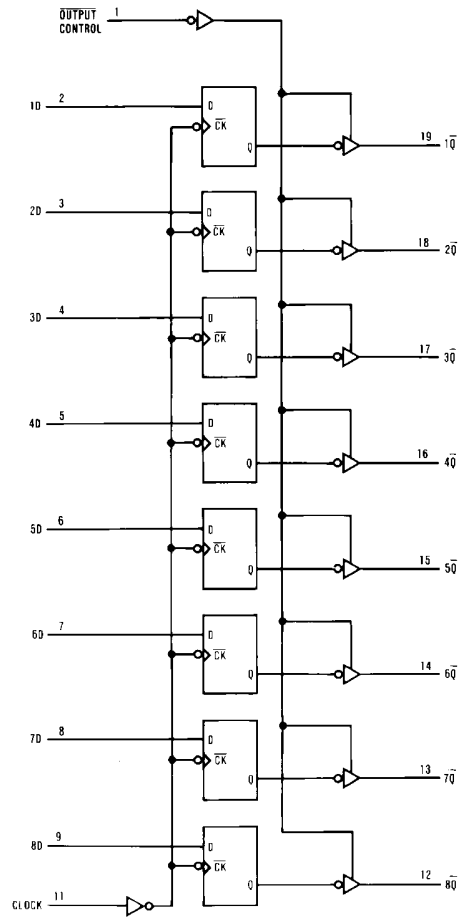 OUTPUT CONTROL 1
1D 2 D CK Q 19 1Q̅
2D 3 D CK Q 18 2Q̅
3D 4 D CK Q 17 3Q̅
4D 5 D CK Q 16 4Q̅
5D 6 D CK Q 15 5Q̅
6D 7 D CK Q 14 6Q̅
7D 8 D CK Q 13 7Q̅
8D 9 D CK Q 12 8Q̅
CLOCK 11